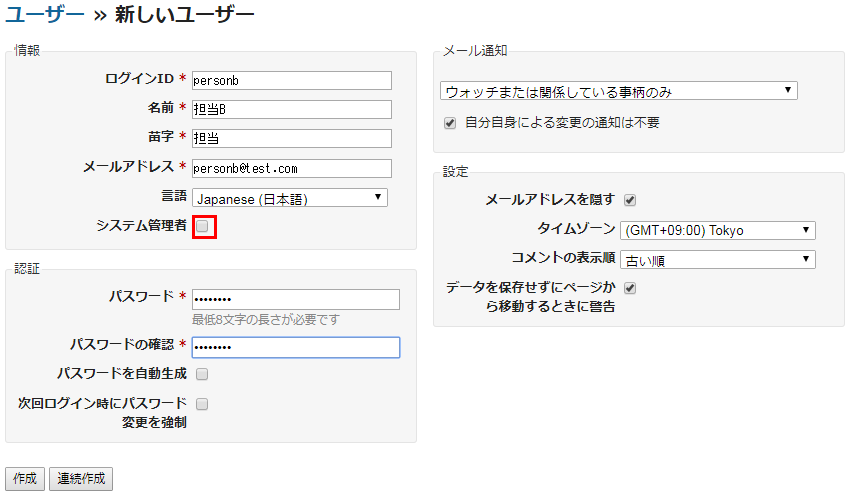 ユーザー » 新しいユーザー
情報
ログインID * personb
名前 * 担当B
苗字 * 担当
メールアドレス * personb@test.com
言語 Japanese (日本語)
システム管理者
認証
パスワード * ••••••••
最低8文字の長さが必要です
パスワードの確認 * ••••••••
パスワードを自動生成
次回ログイン時にパスワード
変更を強制
作成 連続作成
メール通知
ウォッチまたは関係している事柄のみ
自分自身による変更の通知は不要
設定
メールアドレスを隠す
タイムゾーン (GMT+09:00) Tokyo
コメントの表示順 古い順
データを保存せずにページか
ら移動するときに警告